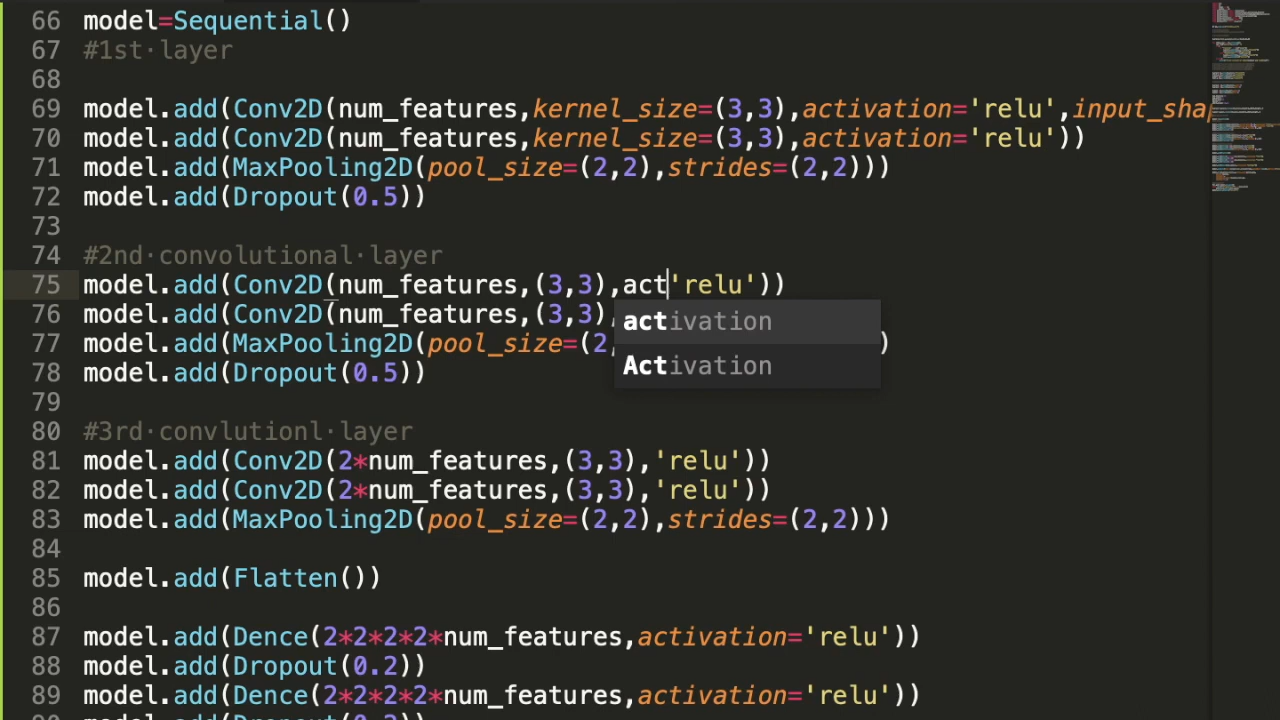 66 model=Sequential()
67 #1st·layer
68
69 model.add(Conv2D(num_features,kernel_size=(3,3),activation='relu',input_sha
70 model.add(Conv2D(num_features,kernel_size=(3,3),activation='relu'))
71 model.add(MaxPooling2D(pool_size=(2,2),strides=(2,2)))
72 model.add(Dropout(0.5))
73
74 #2nd·convolutional·layer
75 model.add(Conv2D(num_features,(3,3),act'relu'))
76 model.add(Conv2D(num_features,(3,3),
activation
77 model.add(MaxPooling2D(pool_size=(2, )
Activation
78 model.add(Dropout(0.5))
79
80 #3rd·convlutionl·layer
81 model.add(Conv2D(2*num_features,(3,3),'relu'))
82 model.add(Conv2D(2*num_features,(3,3),'relu'))
83 model.add(MaxPooling2D(pool_size=(2,2),strides=(2,2)))
84
85 model.add(Flatten())
86
87 model.add(Dence(2*2*2*2*num_features,activation='relu'))
88 model.add(Dropout(0.2))
89 model.add(Dence(2*2*2*2*num_features,activation='relu'))